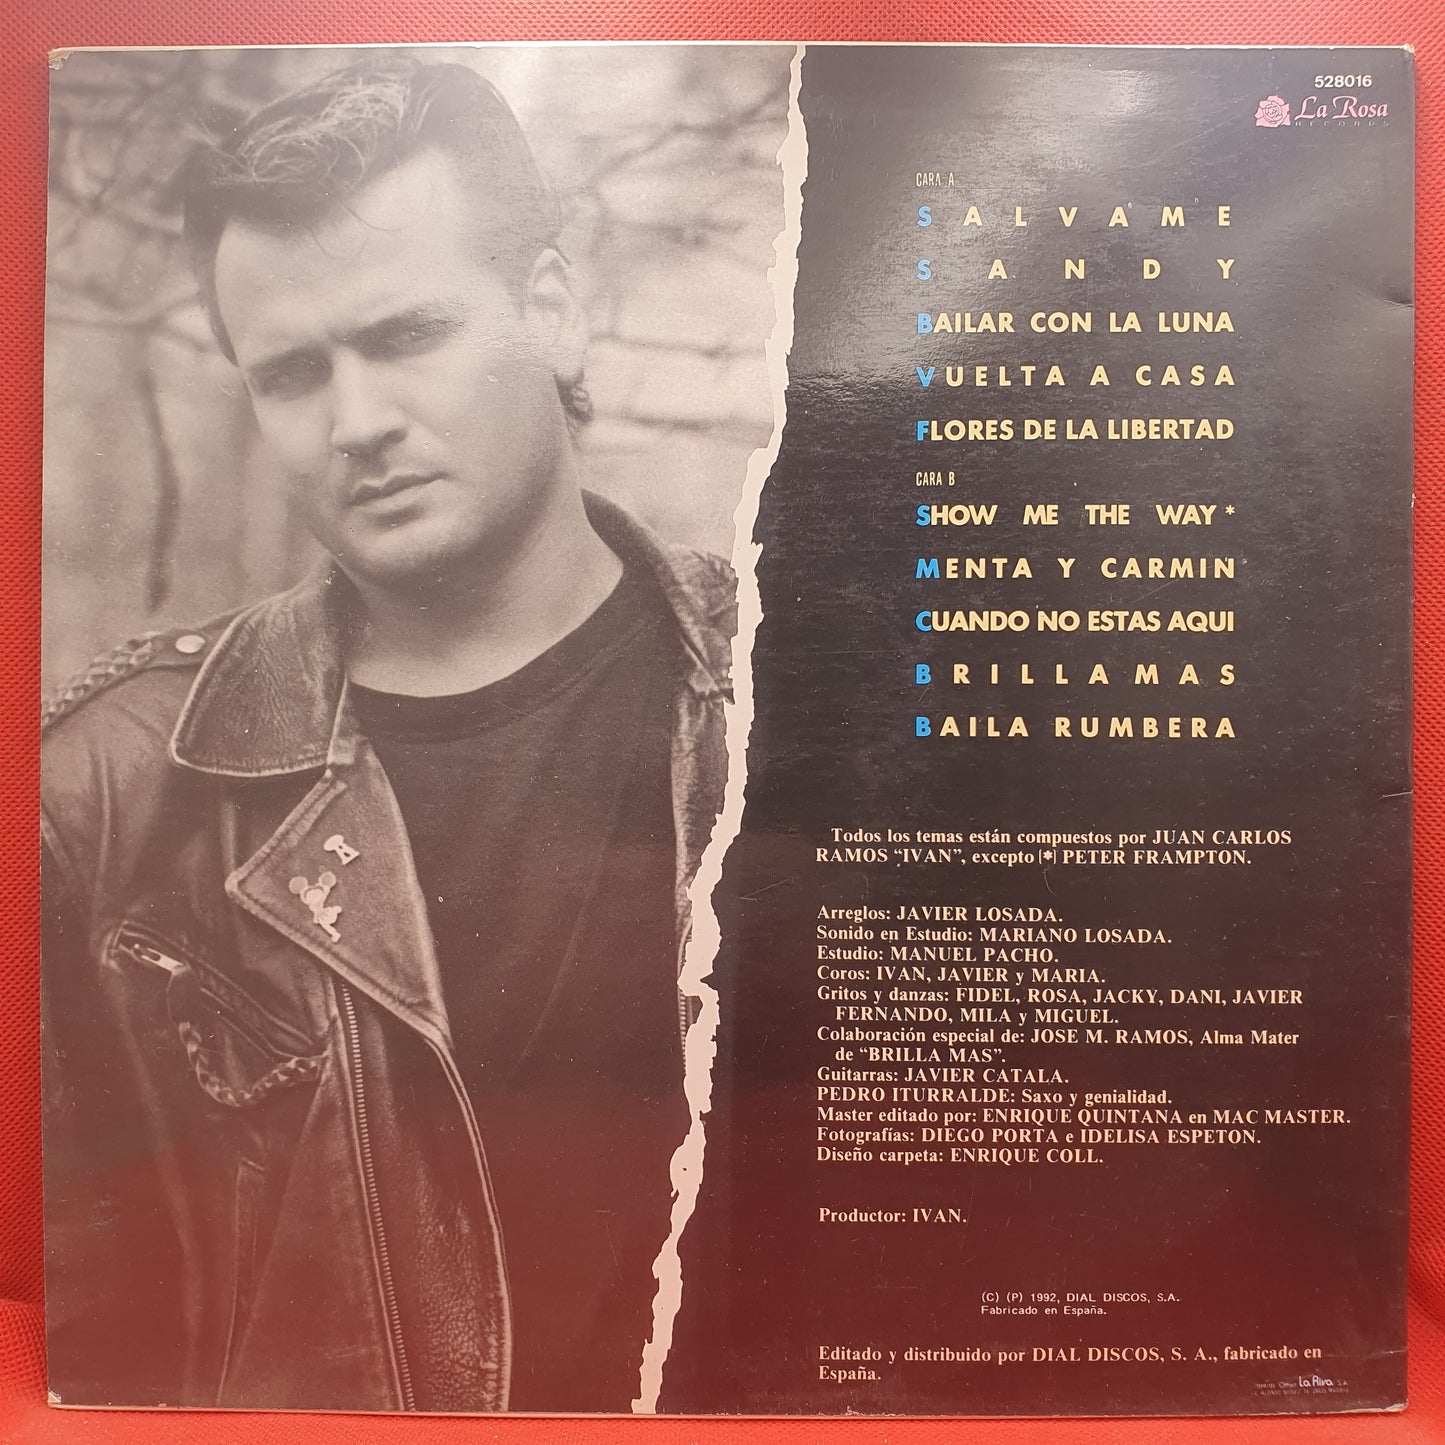 528016
La Rosa
RECORDS
CARA A
SALVAME
SANDY
BAILAR CON LA LUNA
VUELTA A CASA
FLORES DE LA LIBERTAD
CARA B
SHOW ME THE WAY*
MENTA Y CARMIN
CUANDO NO ESTAS AQUI
BRILLA MAS
BAILA RUMBERA
Todos los temas están compuestos por JUAN CARLOS
RAMOS “IVAN”, excepto (*) PETER FRAMPTON.
Arreglos: JAVIER LOSADA.
Sonido en Estudio: MARIANO LOSADA.
Estudio: MANUEL PACHO.
Coros: IVAN, JAVIER y MARIA.
Gritos y danzas: FIDEL, ROSA, JACKY, DANI, JAVIER
FERNANDO, MILA y MIGUEL.
Colaboración especial de: JOSE M. RAMOS, Alma Mater
de “BRILLA MAS”.
Guitarras: JAVIER CATALA.
PEDRO ITURRALDE: Saxo y genialidad.
Master editado por: ENRIQUE QUINTANA en MAC MASTER.
Fotografías: DIEGO PORTA e IDELISA ESPETON.
Diseño carpeta: ENRIQUE COLL.
Productor: IVAN.
(C) (P) 1992, DIAL DISCOS, S.A.
Fabricado en España.
Editado y distribuido por DIAL DISCOS, S. A., fabricado en
España.
Offset La Riva S.A.